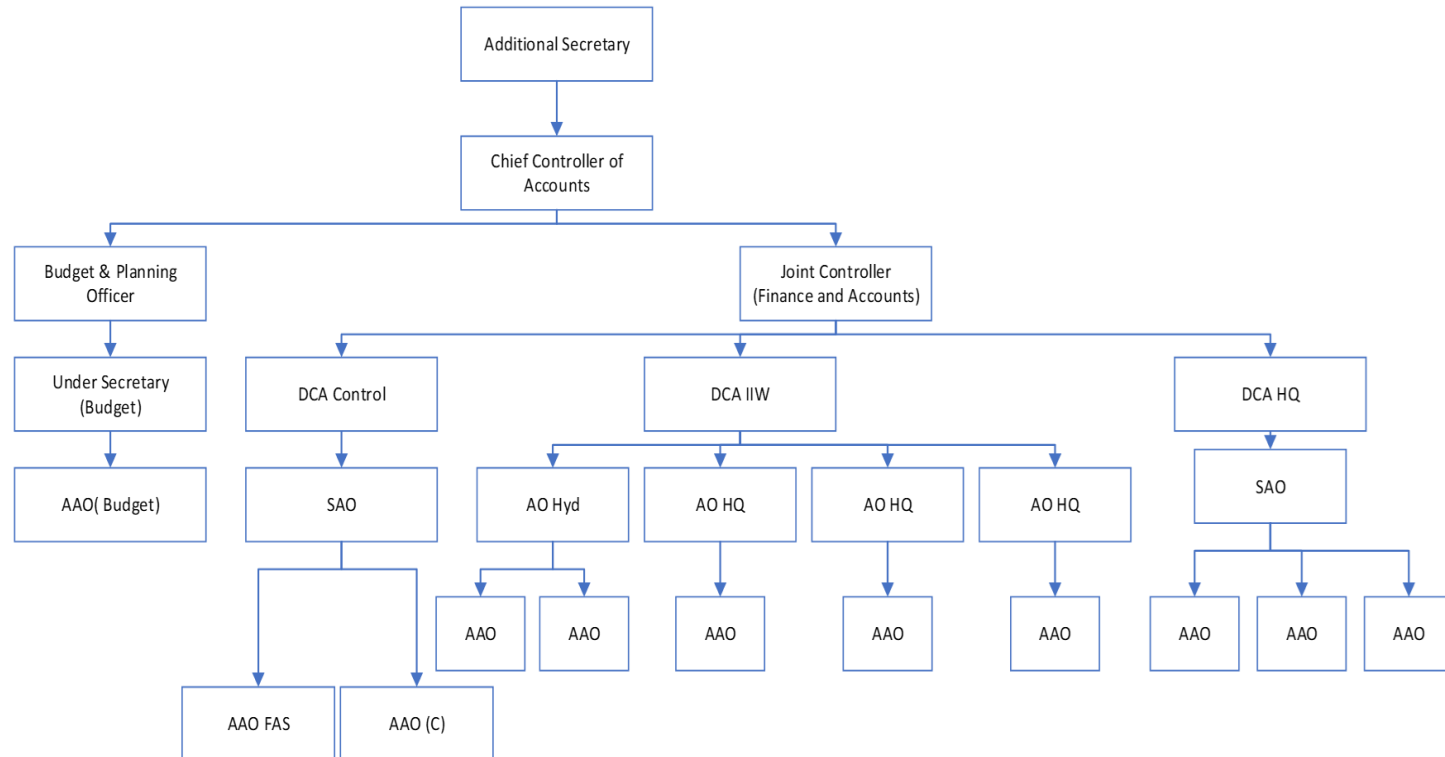 Additional Secretary
Chief Controller of
Accounts
Budget & Planning
Officer
Joint Controller
(Finance and Accounts)
Under Secretary
(Budget)
DCA Control
DCA IIW
DCA HQ
AAO( Budget)
SAO
AO Hyd
AO HQ
AO HQ
AO HQ
SAO
AAO
AAO
AAO
AAO
AAO
AAO
AAO
AAO
AAO FAS
AAO (C)